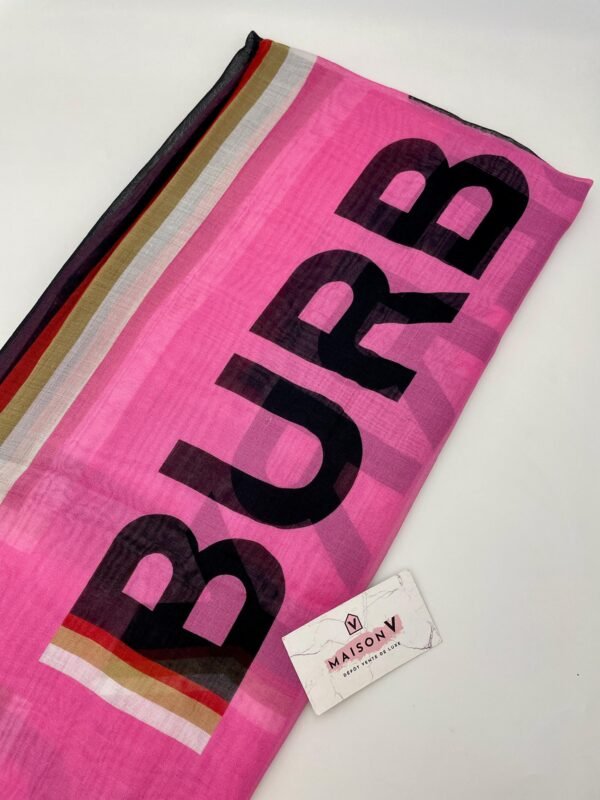 BURB
V
MAISON V
DÉPÔT VENTE DE LUXE